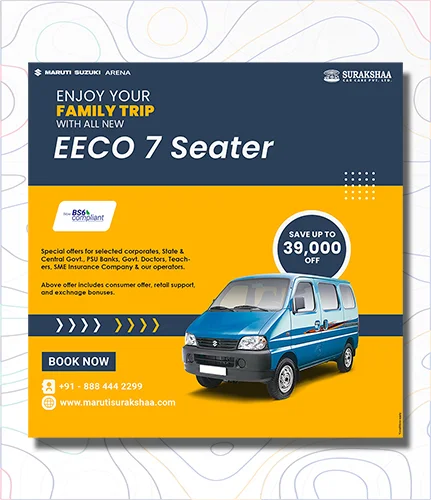 MARUTI SUZUKI ARENA
SURAKSHAA
CAR CARE PVT. LTD.
ENJOY YOUR
FAMILY TRIP
WITH ALL NEW
EECO 7 Seater
Now BS6
compliant
SAVE UP TO
39,000
OFF
Special offers for selected corporates, State &
Central Govt., PSU Banks, Govt. Doctors, Teach-
ers, SME Insurance Company & our operators.
Above offer includes consumer offer, retail support,
and exchnage bonuses.
BOOK NOW
+91 - 888 444 2299
www.marutisurakshaa.com